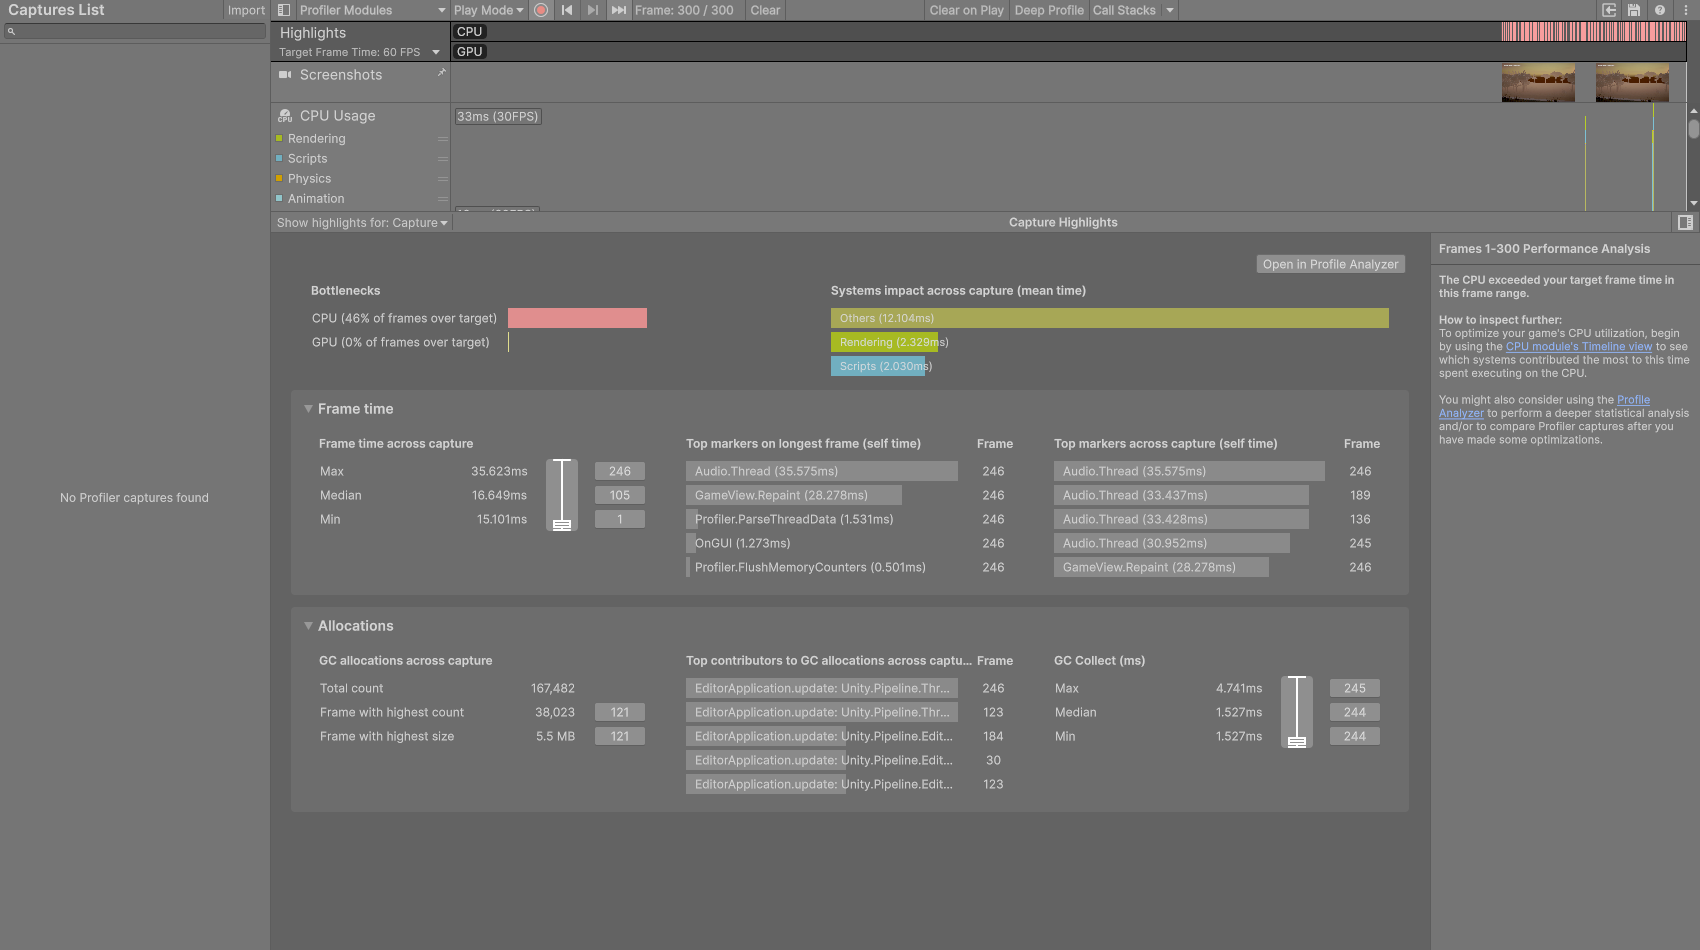 Captures List
Import
Profiler Modules
Play Mode
Frame: 300 / 300
Clear
Clear on Play
Deep Profile
Call Stacks
Highlights
Target Frame Time: 60 FPS
CPU
GPU
Screenshots
CPU Usage
33ms (30FPS)
Rendering
Scripts
Physics
Animation
Show highlights for: Capture
Capture Highlights
No Profiler captures found
Open in Profile Analyzer
Bottlenecks
CPU (46% of frames over target)
GPU (0% of frames over target)
Systems impact across capture (mean time)
Others (12.104ms)
Rendering (2.329ms)
Scripts (2.030ms)
Frame time
Frame time across capture
Max 35.623ms 246
Median 16.649ms 105
Min 15.101ms 1
Top markers on longest frame (self time) Frame
Audio.Thread (35.575ms) 246
GameView.Repaint (28.278ms) 246
Profiler.ParseThreadData (1.531ms) 246
OnGUI (1.273ms) 246
Profiler.FlushMemoryCounters (0.501ms) 246
Top markers across capture (self time) Frame
Audio.Thread (35.575ms) 246
Audio.Thread (33.437ms) 189
Audio.Thread (33.428ms) 136
Audio.Thread (30.952ms) 245
GameView.Repaint (28.278ms) 246
Allocations
GC allocations across capture
Total count 167,482
Frame with highest count 38,023 121
Frame with highest size 5.5 MB 121
Top contributors to GC allocations across captu... Frame
EditorApplication.update: Unity.Pipeline.Thr... 246
EditorApplication.update: Unity.Pipeline.Thr... 123
EditorApplication.update: Unity.Pipeline.Edit... 184
EditorApplication.update: Unity.Pipeline.Edit... 30
EditorApplication.update: Unity.Pipeline.Edit... 123
GC Collect (ms)
Max 4.741ms 245
Median 1.527ms 244
Min 1.527ms 244
Frames 1-300 Performance Analysis
The CPU exceeded your target frame time in
this frame range.
How to inspect further:
To optimize your game's CPU utilization, begin
by using the CPU module's Timeline view to see
which systems contributed the most to this time
spent executing on the CPU.
You might also consider using the Profile
Analyzer to perform a deeper statistical analysis
and/or to compare Profiler captures after you
have made some optimizations.